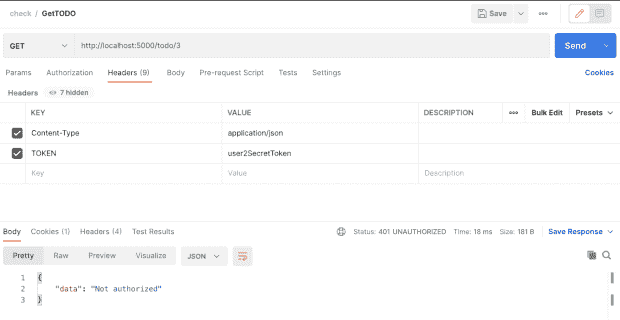 check / GetTODO
Save
GET http://localhost:5000/todo/3 Send
Params Authorization Headers (9) Body Pre-request Script Tests Settings Cookies
Headers 7 hidden
KEY VALUE DESCRIPTION Bulk Edit Presets
Content-Type application/json
TOKEN user2SecretToken
Key Value Description
Body Cookies (1) Headers (4) Test Results Status: 401 UNAUTHORIZED Time: 18 ms Size: 181 B Save Response
Pretty Raw Preview Visualize JSON
1 {
2 "data": "Not authorized"
3 }